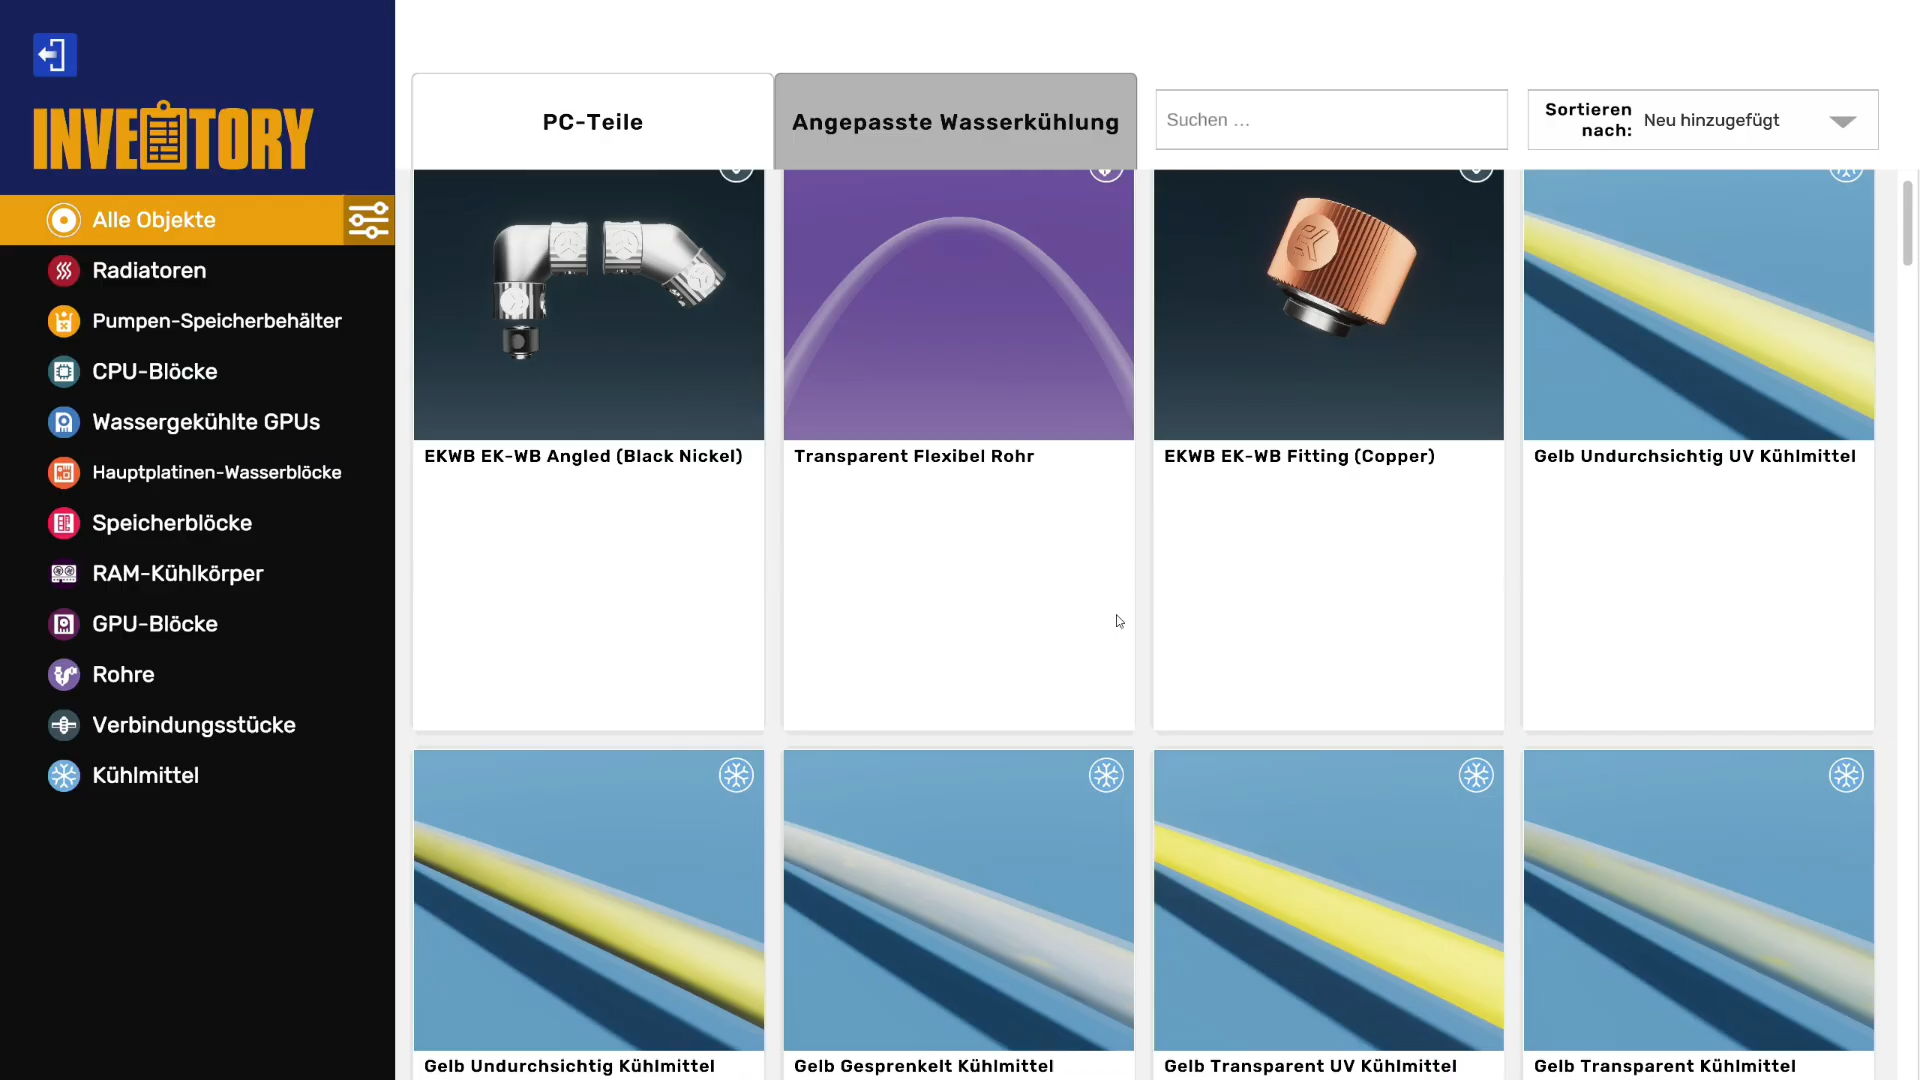 INVENTORY
Alle Objekte
Radiatoren
Pumpen-Speicherbehälter
CPU-Blöcke
Wassergekühlte GPUs
Hauptplatinen-Wasserblöcke
Speicherblöcke
RAM-Kühlkörper
GPU-Blöcke
Rohre
Verbindungsstücke
Kühlmittel
PC-Teile
Angepasste Wasserkühlung
Suchen ...
Sortieren nach: Neu hinzugefügt
EKWB EK-WB Angled (Black Nickel)
Transparent Flexibel Rohr
EKWB EK-WB Fitting (Copper)
Gelb Undurchsichtig UV Kühlmittel
Gelb Undurchsichtig Kühlmittel
Gelb Gesprenkelt Kühlmittel
Gelb Transparent UV Kühlmittel
Gelb Transparent Kühlmittel